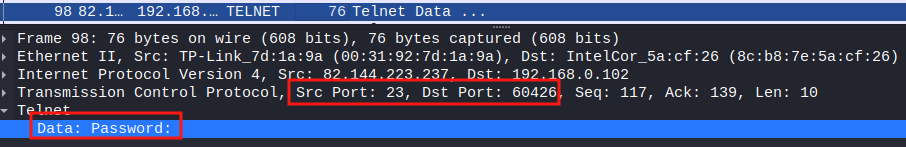 98 82.1… 192.168.… TELNET 76 Telnet Data ...
Frame 98: 76 bytes on wire (608 bits), 76 bytes captured (608 bits)
Ethernet II, Src: TP-Link_7d:1a:9a (00:31:92:7d:1a:9a), Dst: IntelCor_5a:cf:26 (8c:b8:7e:5a:cf:26)
Internet Protocol Version 4, Src: 82.144.223.237, Dst: 192.168.0.102
Transmission Control Protocol, Src Port: 23, Dst Port: 60426, Seq: 117, Ack: 139, Len: 10
Telnet
Data: Password: